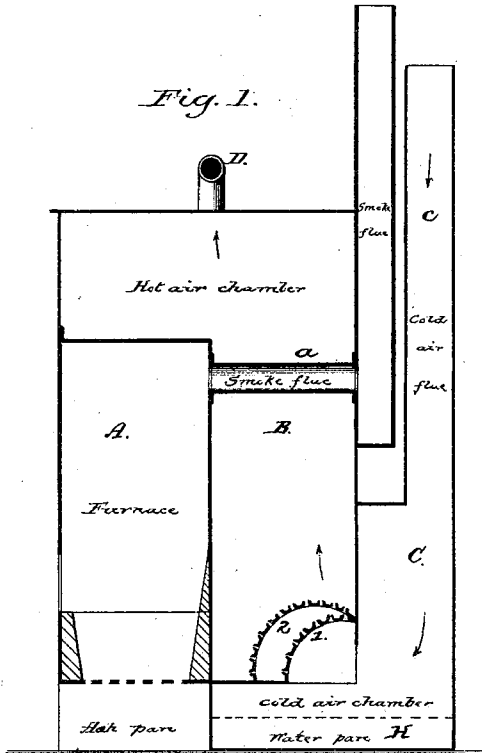 Fig. 1.
D.
Smoke
flue
C
Hot air chamber
Cold
air
flue
a
Smoke flue
A.
B.
Furnace
C.
2
1.
Cold air chamber
Ash pan
Water pan H